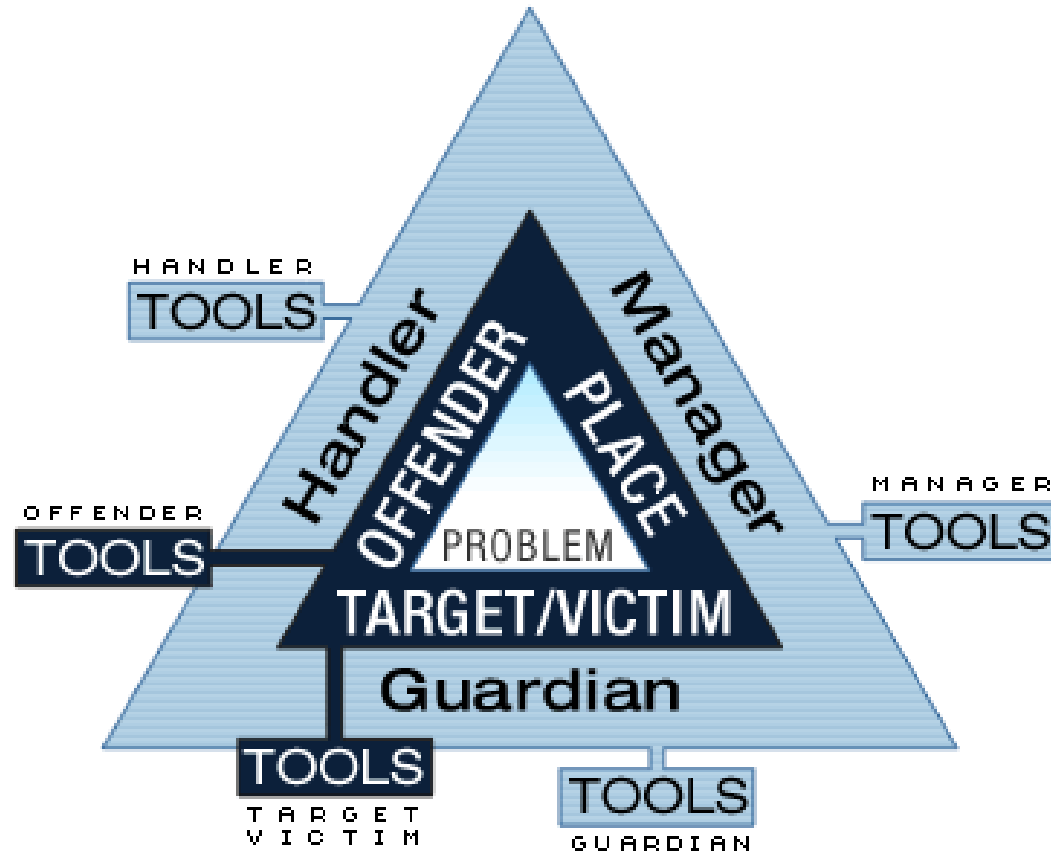 HANDLER
TOOLS
Handler
Manager
OFFENDER
PLACE
MANAGER
TOOLS
OFFENDER
TOOLS
PROBLEM
TARGET/VICTIM
Guardian
TOOLS
TARGET
VICTIM
TOOLS
GUARDIAN